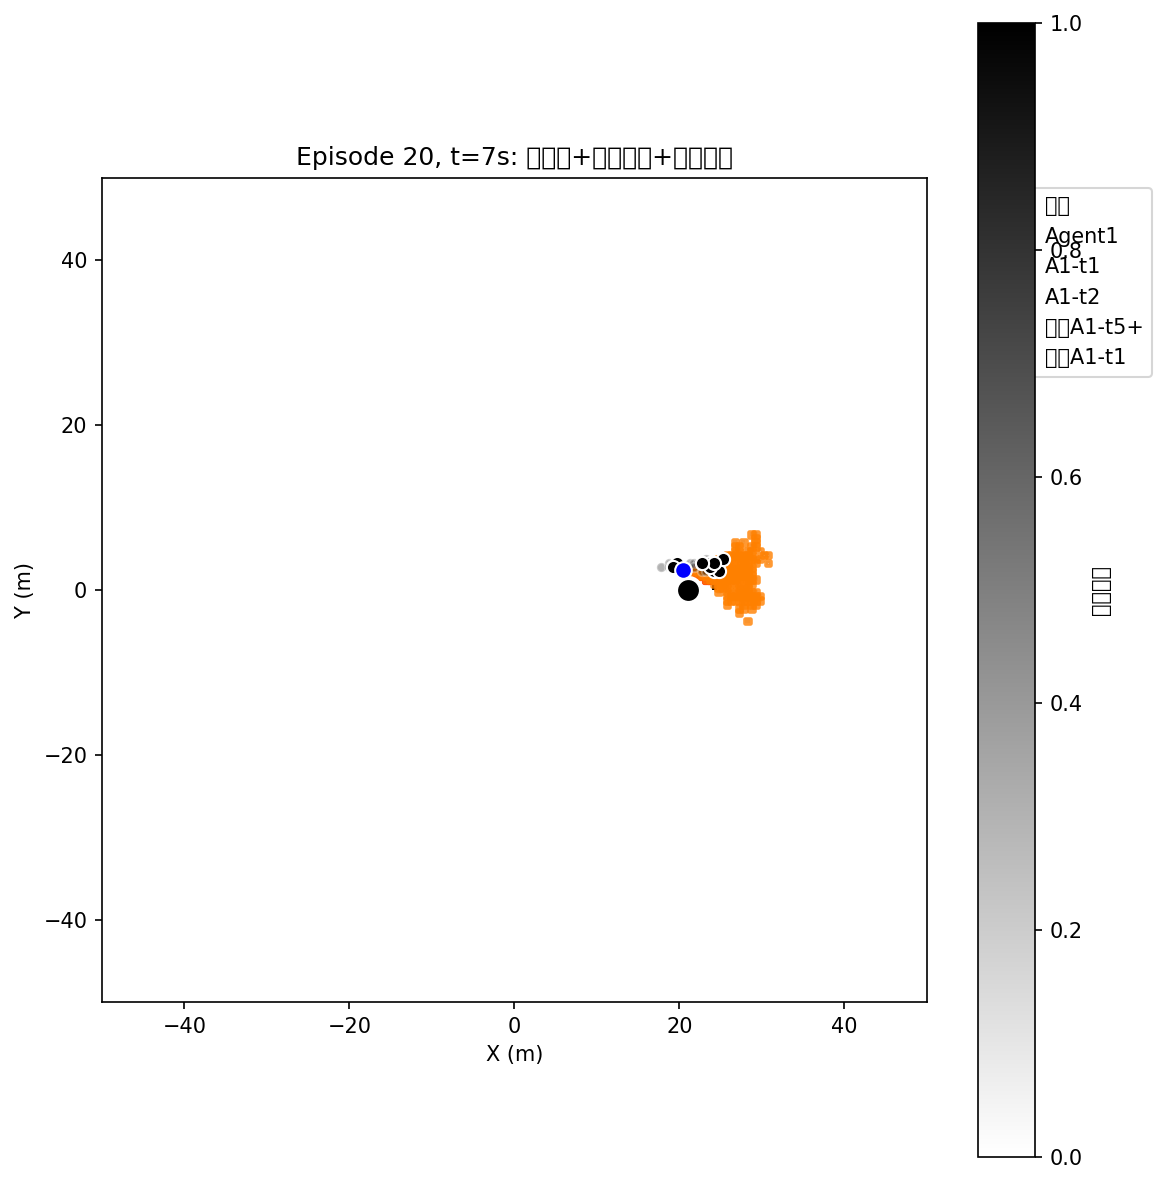 Episode 20, t=7s: □□□+□□□□+□□□□
1.0
0.8
0.6
0.4
0.2
0.0
□□□□
□□
Agent1
A1-t1
A1-t2
□□A1-t5+
□□A1-t1
Y (m)
40
20
0
−20
−40
−40
−20
0
20
40
X (m)